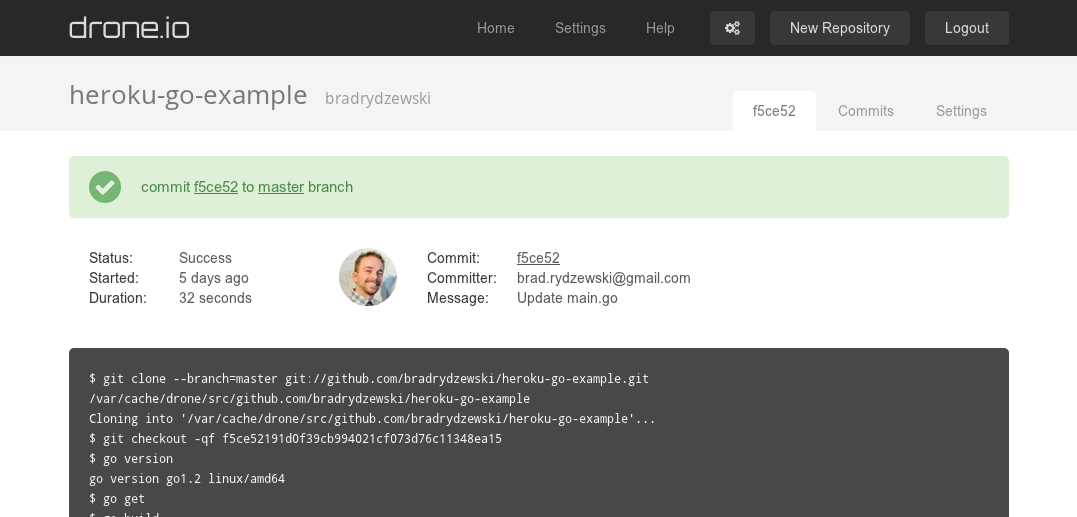 drone.io
Home Settings Help New Repository Logout
heroku-go-example bradrydzewski
f5ce52 Commits Settings
commit f5ce52 to master branch
Status: Success
Started: 5 days ago
Duration: 32 seconds
Commit: f5ce52
Committer: brad.rydzewski@gmail.com
Message: Update main.go
$ git clone --branch=master git://github.com/bradrydzewski/heroku-go-example.git
/var/cache/drone/src/github.com/bradrydzewski/heroku-go-example
Cloning into '/var/cache/drone/src/github.com/bradrydzewski/heroku-go-example'...
$ git checkout -qf f5ce52191d0f39cb994021cf073d76c11348ea15
$ go version
go version go1.2 linux/amd64
$ go get
$ go build